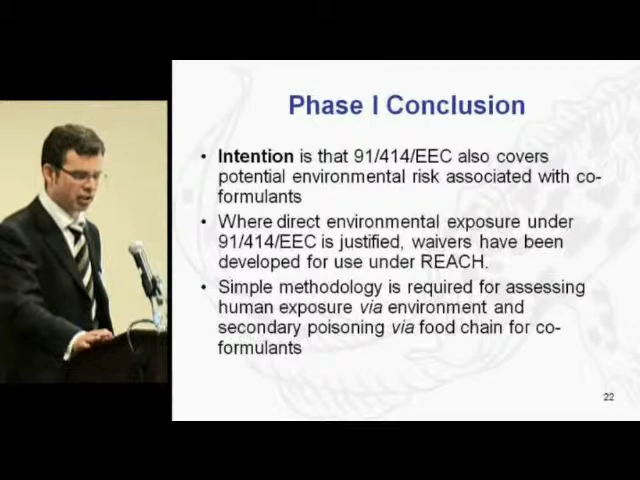 Phase I Conclusion
• Intention is that 91/414/EEC also covers
potential environmental risk associated with co-
formulants
• Where direct environmental exposure under
91/414/EEC is justified, waivers have been
developed for use under REACH.
• Simple methodology is required for assessing
human exposure via environment and
secondary poisoning via food chain for co-
formulants
22